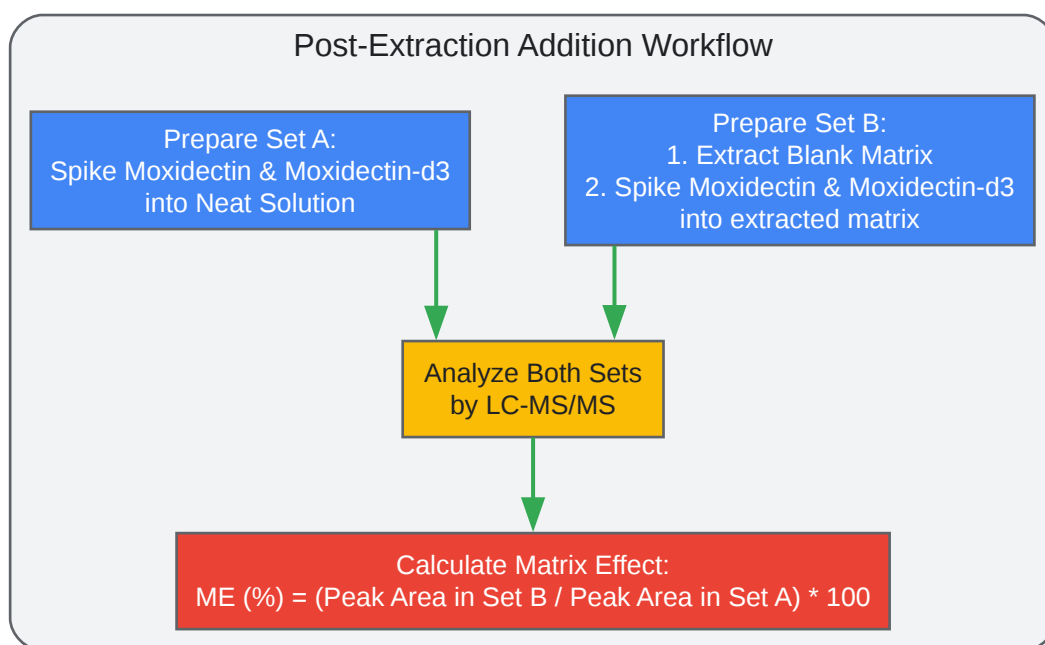 Post-Extraction Addition Workflow
Prepare Set A:
Spike Moxidectin & Moxidectin-d3
into Neat Solution
Prepare Set B:
1. Extract Blank Matrix
2. Spike Moxidectin & Moxidectin-d3
into extracted matrix
Analyze Both Sets
by LC-MS/MS
Calculate Matrix Effect:
ME (%) = (Peak Area in Set B / Peak Area in Set A) * 100